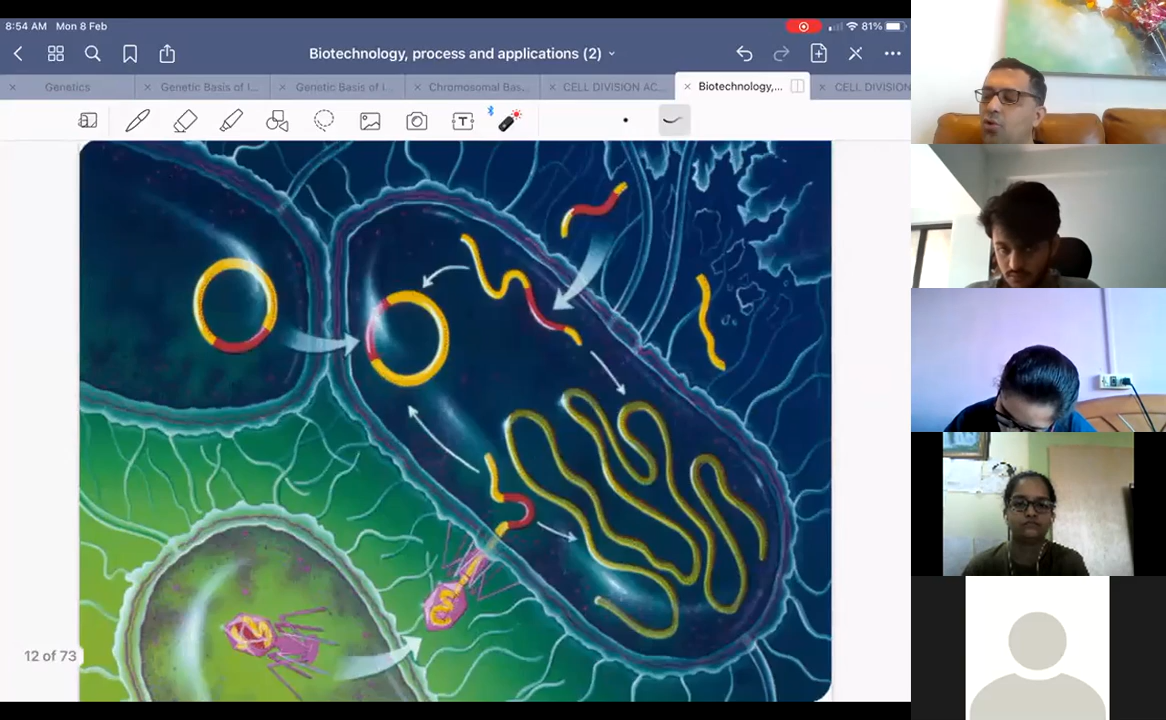 8:54 AM Mon 8 Feb
81%
Biotechnology, process and applications (2)
Genetics
Genetic Basis of I...
Genetic Basis of I...
Chromosomal Bas...
CELL DIVISION AC...
Biotechnology,...
CELL DIVISION
T
12 of 73